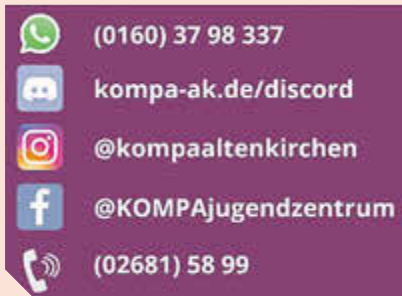 (0160) 37 98 337
kompa-ak.de/discord
@kompaaltenkirchen
@KOMPAjugendzentrum
(02681) 58 99